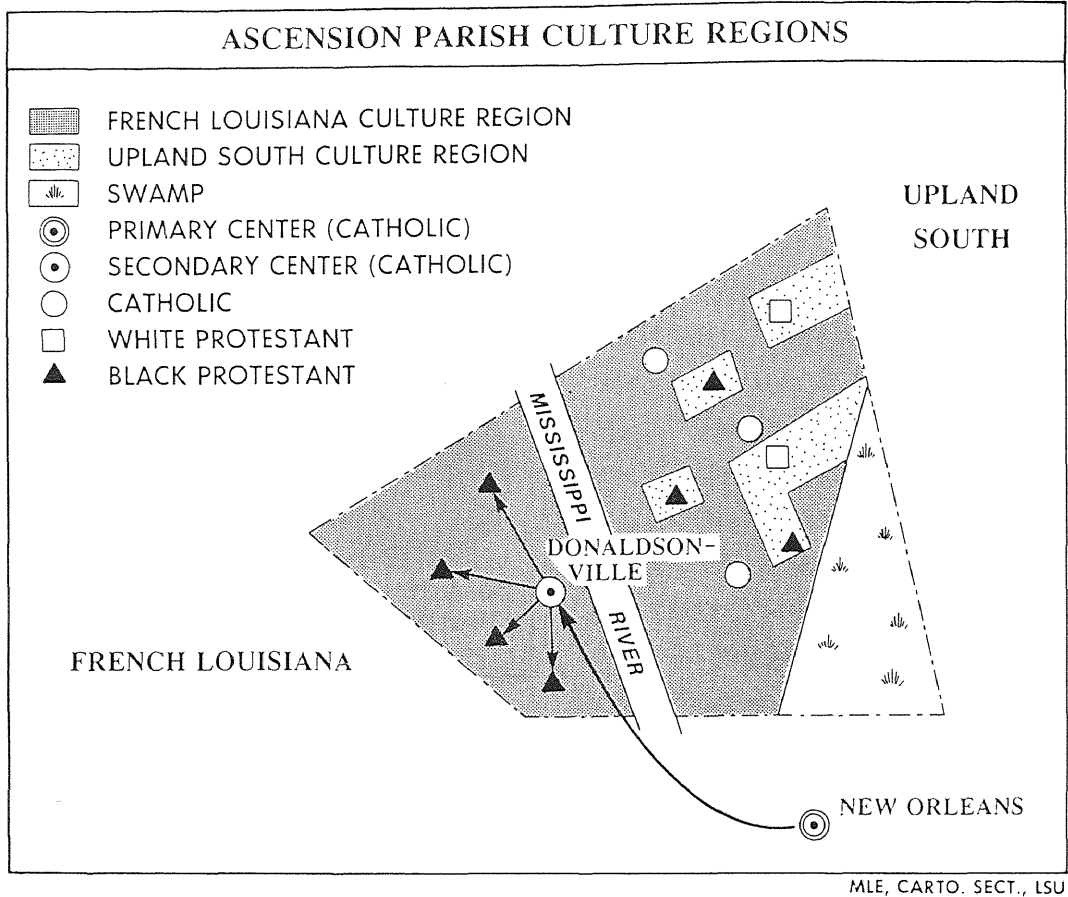 ASCENSION PARISH CULTURE REGIONS
FRENCH LOUISIANA CULTURE REGION
UPLAND SOUTH CULTURE REGION
SWAMP
PRIMARY CENTER (CATHOLIC)
SECONDARY CENTER (CATHOLIC)
CATHOLIC
WHITE PROTESTANT
BLACK PROTESTANT
UPLAND
SOUTH
MISSISSIPPI
RIVER
DONALDSON-
VILLE
FRENCH LOUISIANA
NEW ORLEANS
MLE, CARTO. SECT., LSU